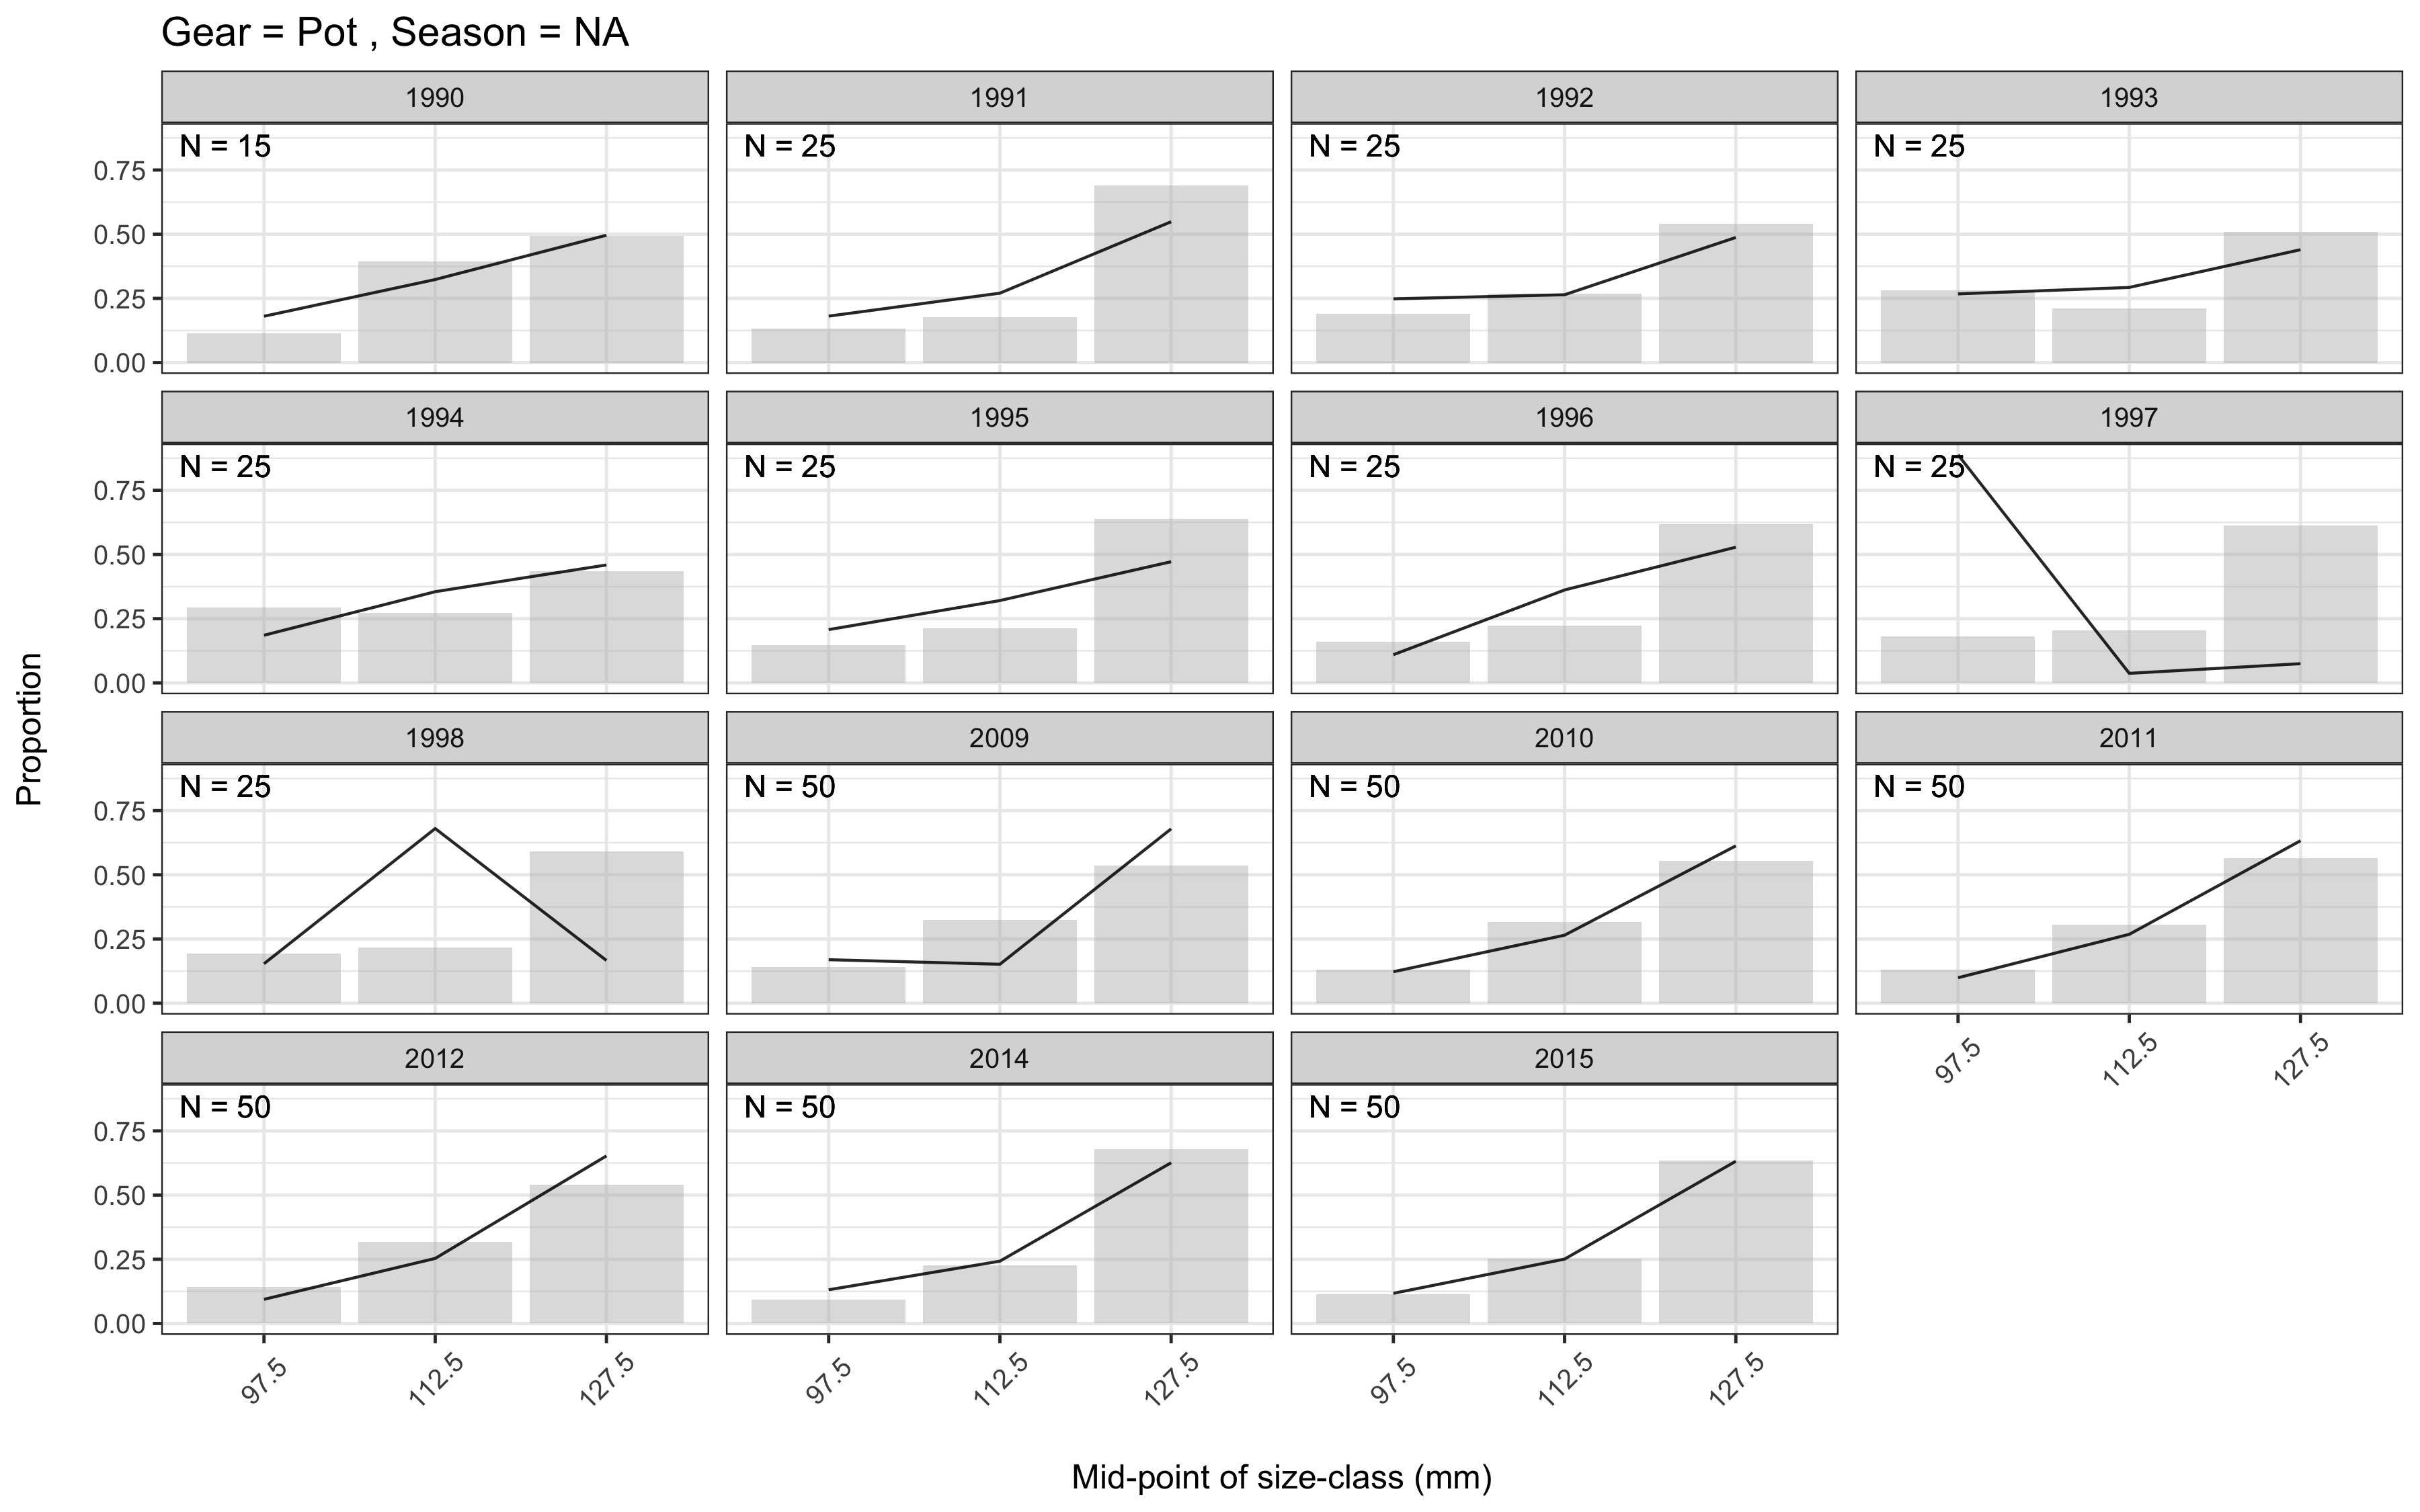 Gear = Pot , Season = NA
1990 1991 1992 1993
N = 15 N = 25 N = 25 N = 25
0.75
0.50
0.25
0.00
1994 1995 1996 1997
N = 25 N = 25 N = 25 N = 25
0.75
0.50
0.25
0.00
1998 2009 2010 2011
N = 25 N = 50 N = 50 N = 50
0.75
0.50
0.25
0.00
97.5 112.5 127.5
2012 2014 2015
N = 50 N = 50 N = 50
0.75
0.50
0.25
0.00
97.5 112.5 127.5 97.5 112.5 127.5 97.5 112.5 127.5
Proportion
Mid-point of size-class (mm)